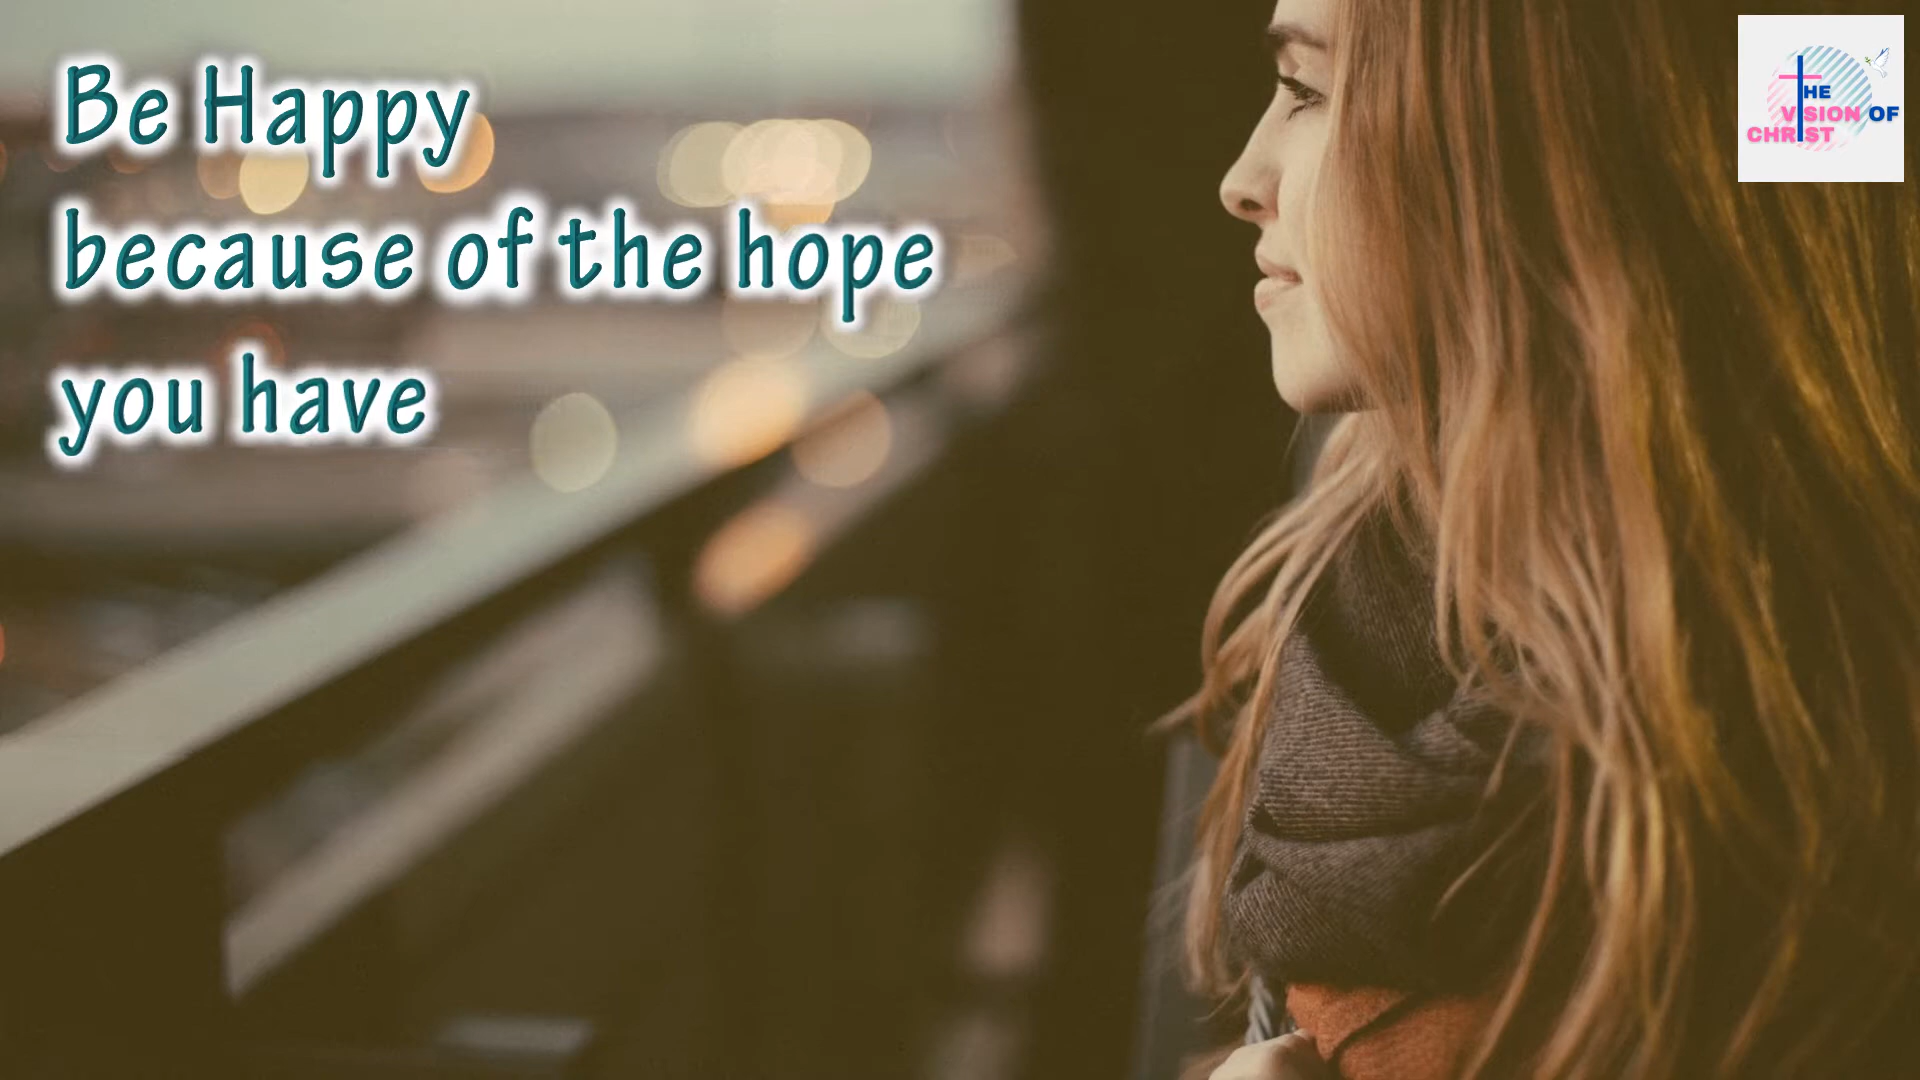 Be Happy
because of the hope
you have
THE
VISION OF
CHRIST